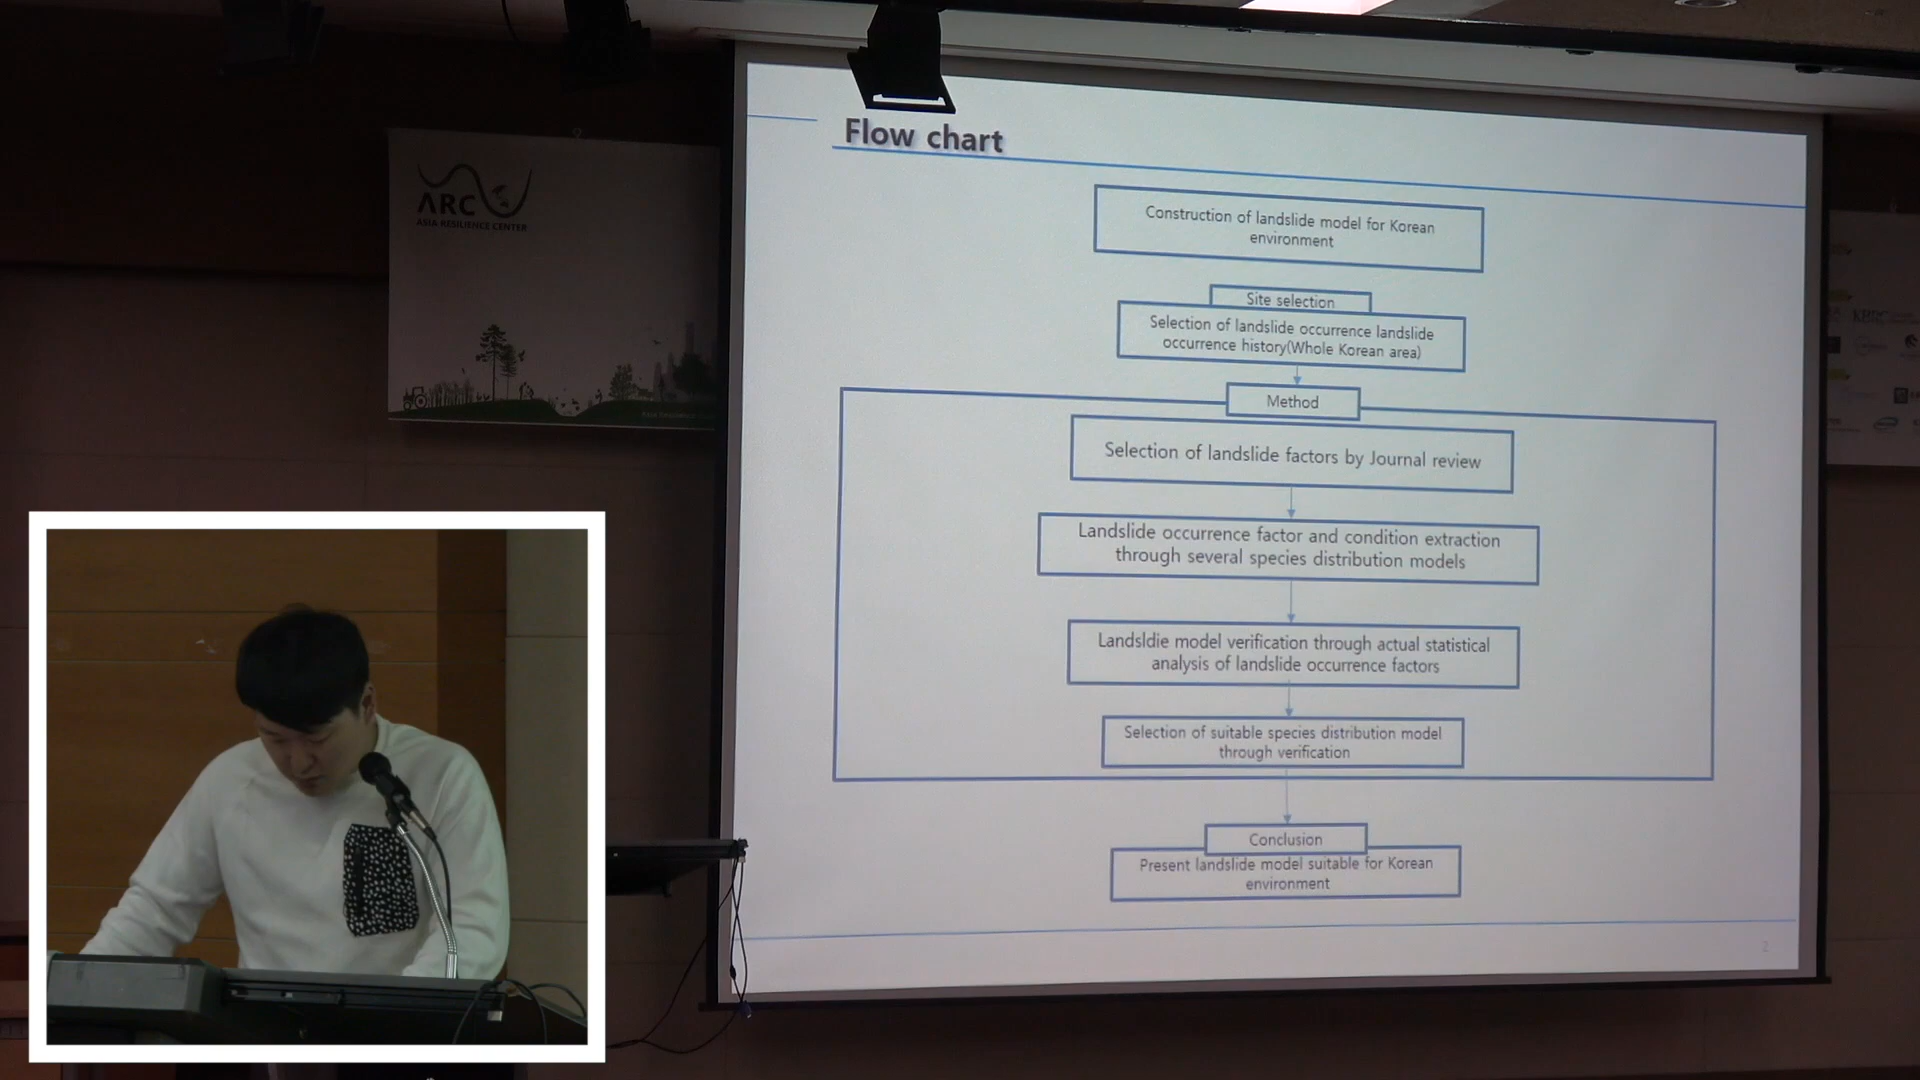 Flow chart
Construction of landslide model for Korean
environment
Site selection
Selection of landslide occurrence landslide
occurrence history(Whole Korean area)
Method
Selection of landslide factors by Journal review
Landslide occurrence factor and condition extraction
through several species distribution models
Landsldie model verification through actual statistical
analysis of landslide occurrence factors
Selection of suitable species distribution model
through verification
Conclusion
Present landslide model suitable for Korean
environment
2
ARC
ASIA RESILIENCE CENTER